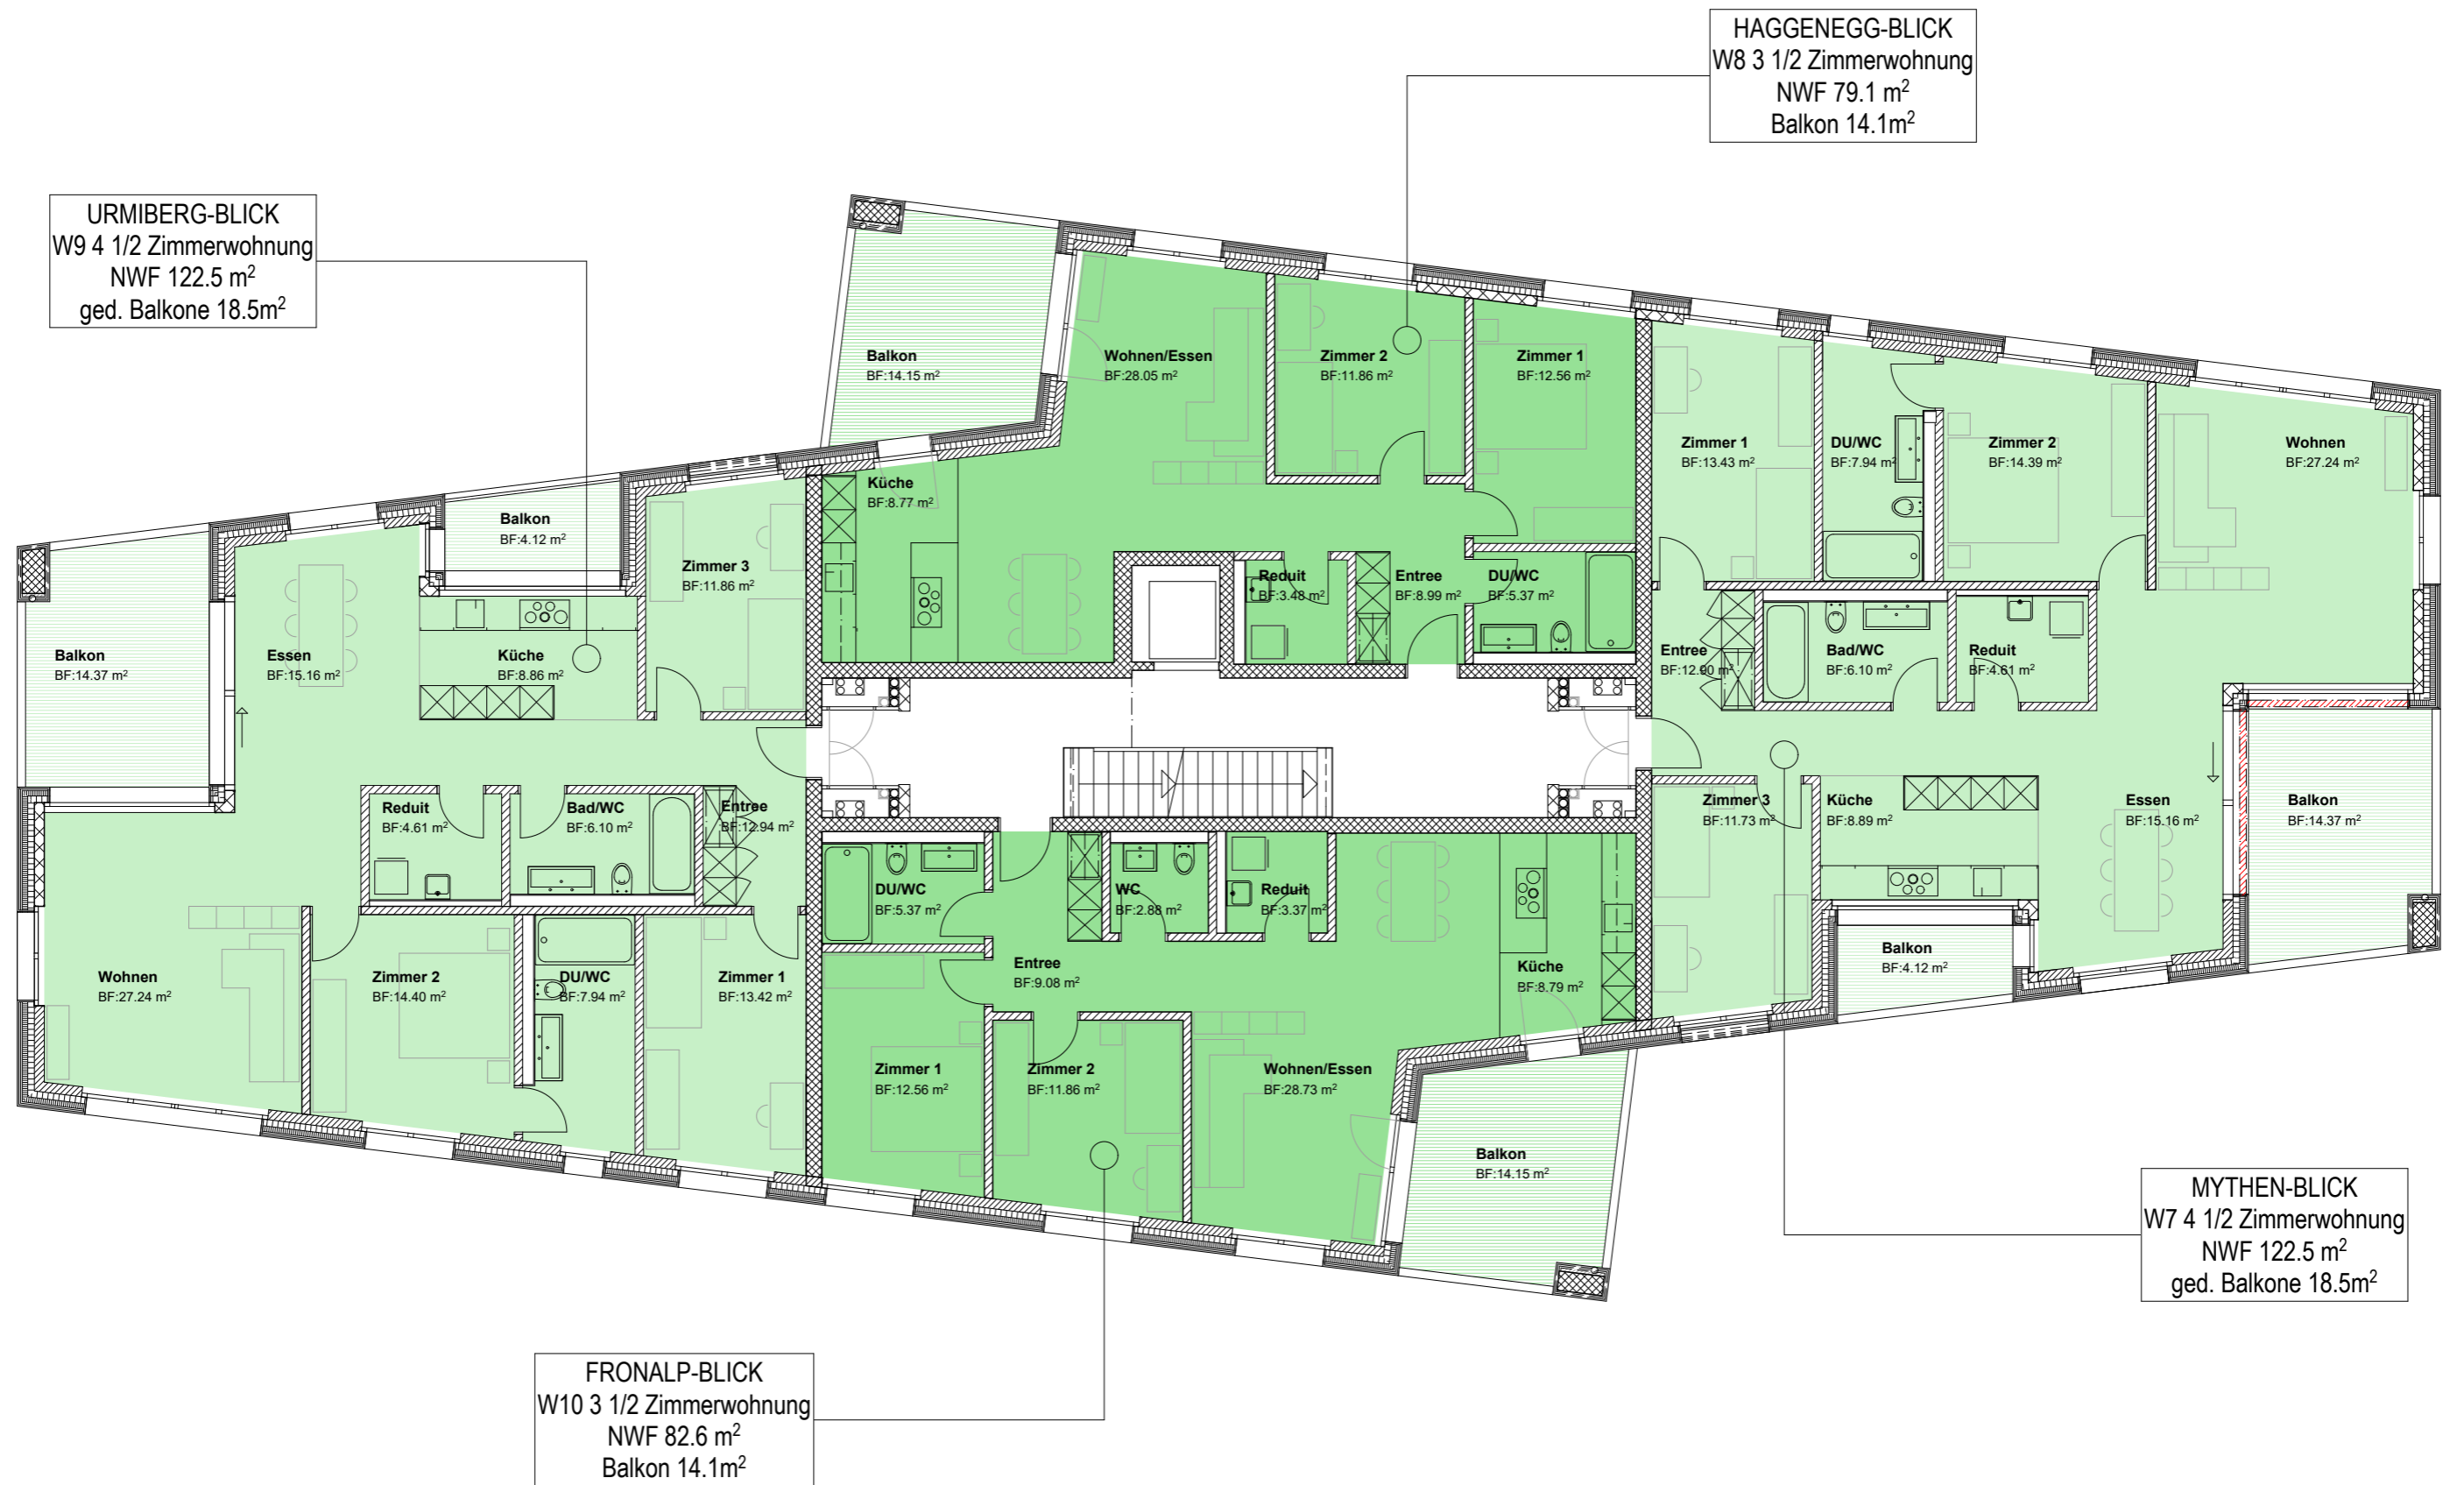 HAGGENEGG-BLICK
W8 3 1/2 Zimmerwohnung
NWF 79.1 m²
Balkon 14.1m²
URMIBERG-BLICK
W9 4 1/2 Zimmerwohnung
NWF 122.5 m²
ged. Balkone 18.5m²
Balkon
BF:14.15 m²
Wohnen/Essen
BF:28.05 m²
Zimmer 2
BF:11.86 m²
Zimmer 1
BF:12.56 m²
Küche
BF:8.77 m²
Reduit
BF:3.48 m²
Entree
BF:8.99 m²
DU/WC
BF:5.37 m²
Zimmer 1
BF:13.43 m²
DU/WC
BF:7.94 m²
Zimmer 2
BF:14.39 m²
Wohnen
BF:27.24 m²
Entree
BF:12.90 m²
Bad/WC
BF:6.10 m²
Reduit
BF:4.61 m²
Zimmer 3
BF:11.73 m²
Küche
BF:8.89 m²
Essen
BF:15.16 m²
Balkon
BF:14.37 m²
Balkon
BF:4.12 m²
Balkon
BF:4.12 m²
Zimmer 3
BF:11.86 m²
Balkon
BF:14.37 m²
Essen
BF:15.16 m²
Küche
BF:8.86 m²
Reduit
BF:4.61 m²
Bad/WC
BF:6.10 m²
Entree
BF:12.94 m²
Wohnen
BF:27.24 m²
Zimmer 2
BF:14.40 m²
DU/WC
BF:7.94 m²
Zimmer 1
BF:13.42 m²
DU/WC
BF:5.37 m²
WC
BF:2.88 m²
Reduit
BF:3.37 m²
Entree
BF:9.08 m²
Küche
BF:8.79 m²
Zimmer 1
BF:12.56 m²
Zimmer 2
BF:11.86 m²
Wohnen/Essen
BF:28.73 m²
Balkon
BF:14.15 m²
MYTHEN-BLICK
W7 4 1/2 Zimmerwohnung
NWF 122.5 m²
ged. Balkone 18.5m²
FRONALP-BLICK
W10 3 1/2 Zimmerwohnung
NWF 82.6 m²
Balkon 14.1m²